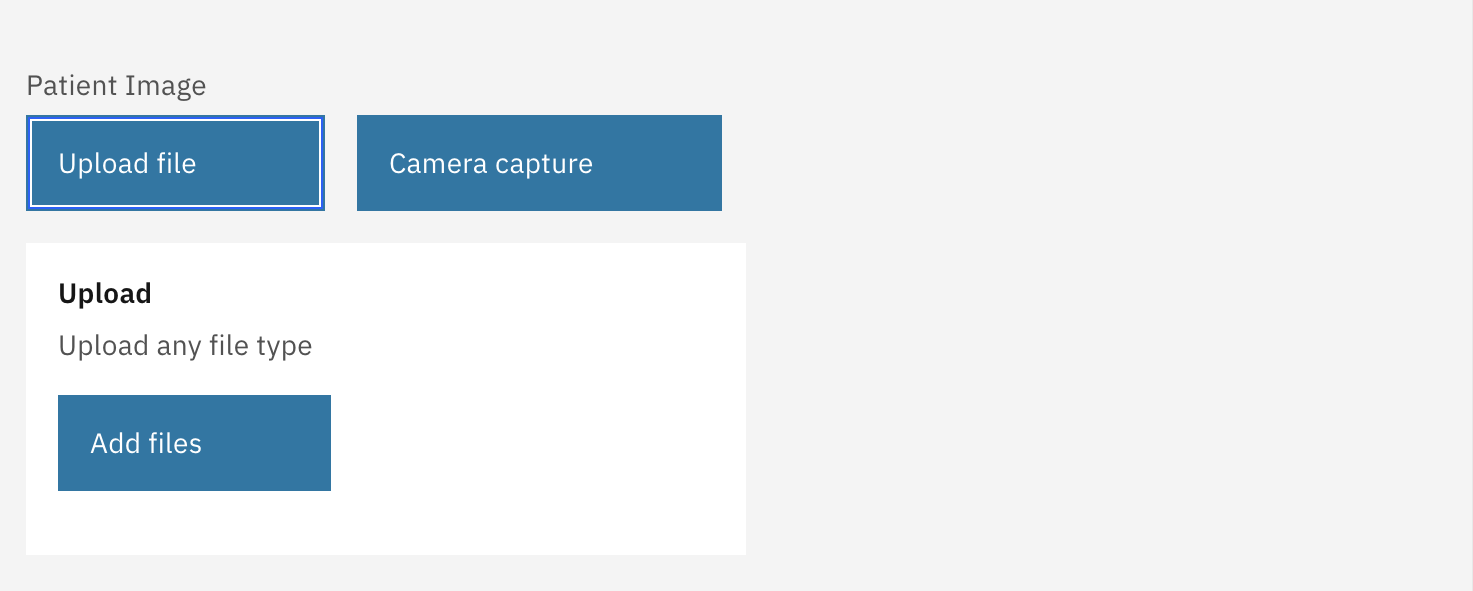 Patient Image
Upload file
Camera capture
Upload
Upload any file type
Add files